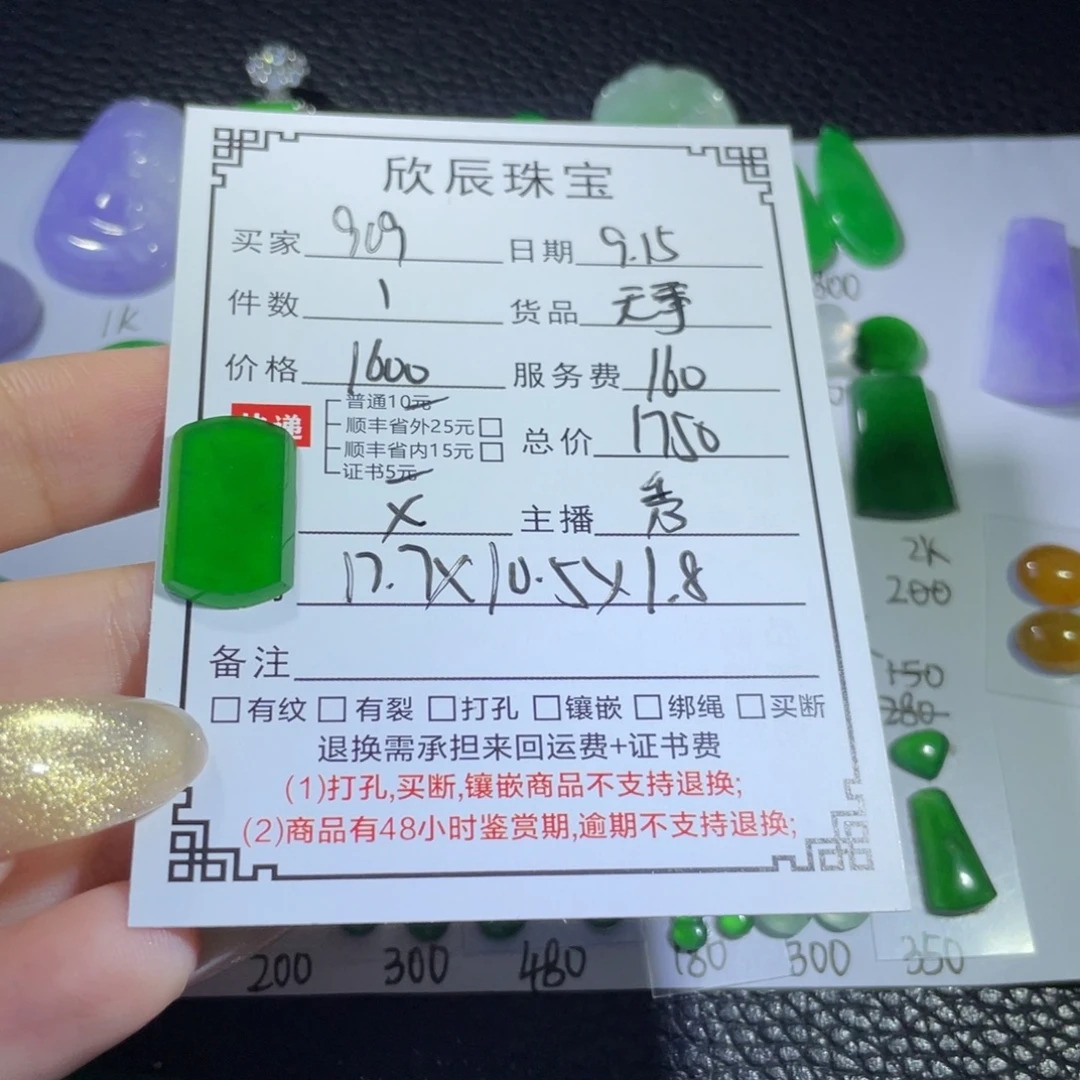 欣辰珠宝
买家 909 日期 9.15
件数 1 货品 无事
价格 1600 服务费 160
普通10元
递 顺丰省外25元□ 总价 1750
顺丰省内15元□
证书5元
X 主播
17.7X10.5X1.8
备注
□有纹 □有裂 □打孔 □镶嵌 □绑绳 □买断
退换需承担来回运费+证书费
(1)打孔,买断,镶嵌商品不支持退换;
(2)商品有48小时鉴赏期,逾期不支持退换;
1K
2K
200
150
280
200 300 480 180 300 350